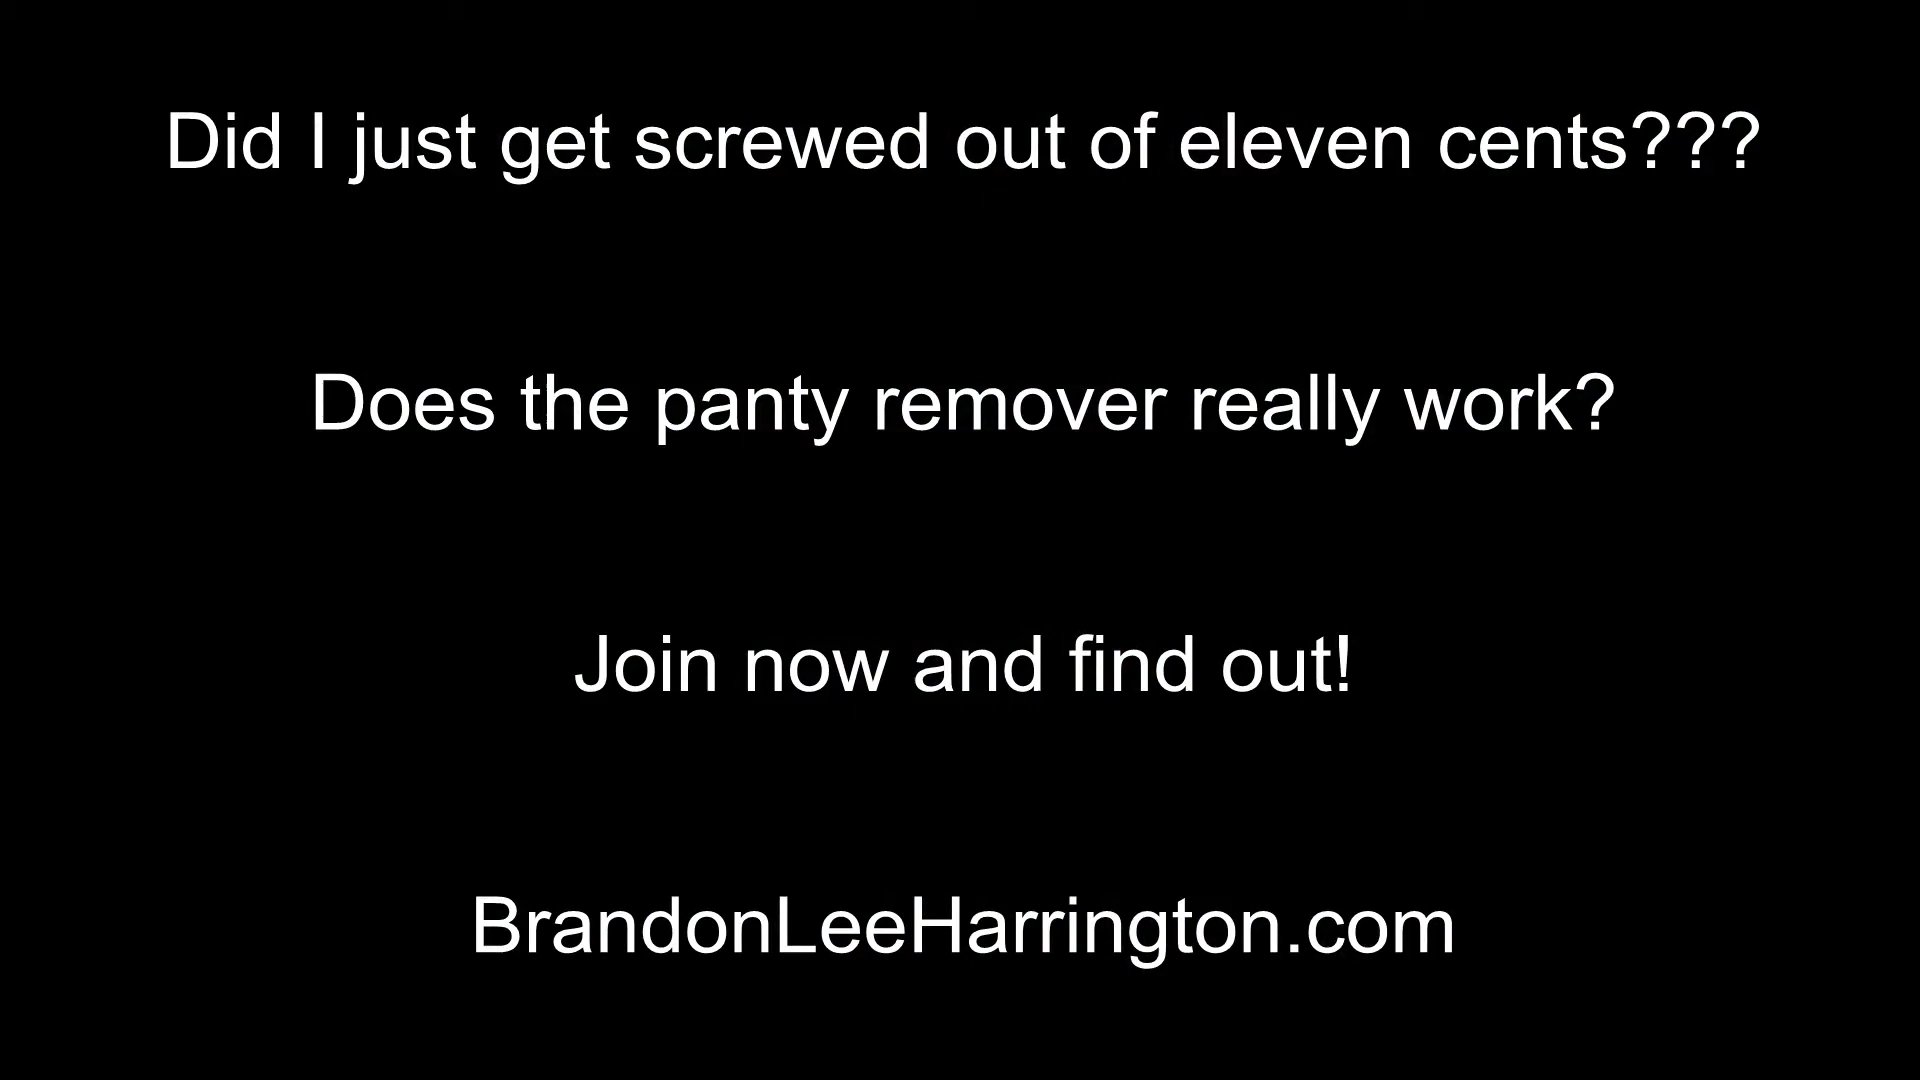 Did I just get screwed out of eleven cents???
Does the panty remover really work?
Join now and find out!
BrandonLeeHarrington.com